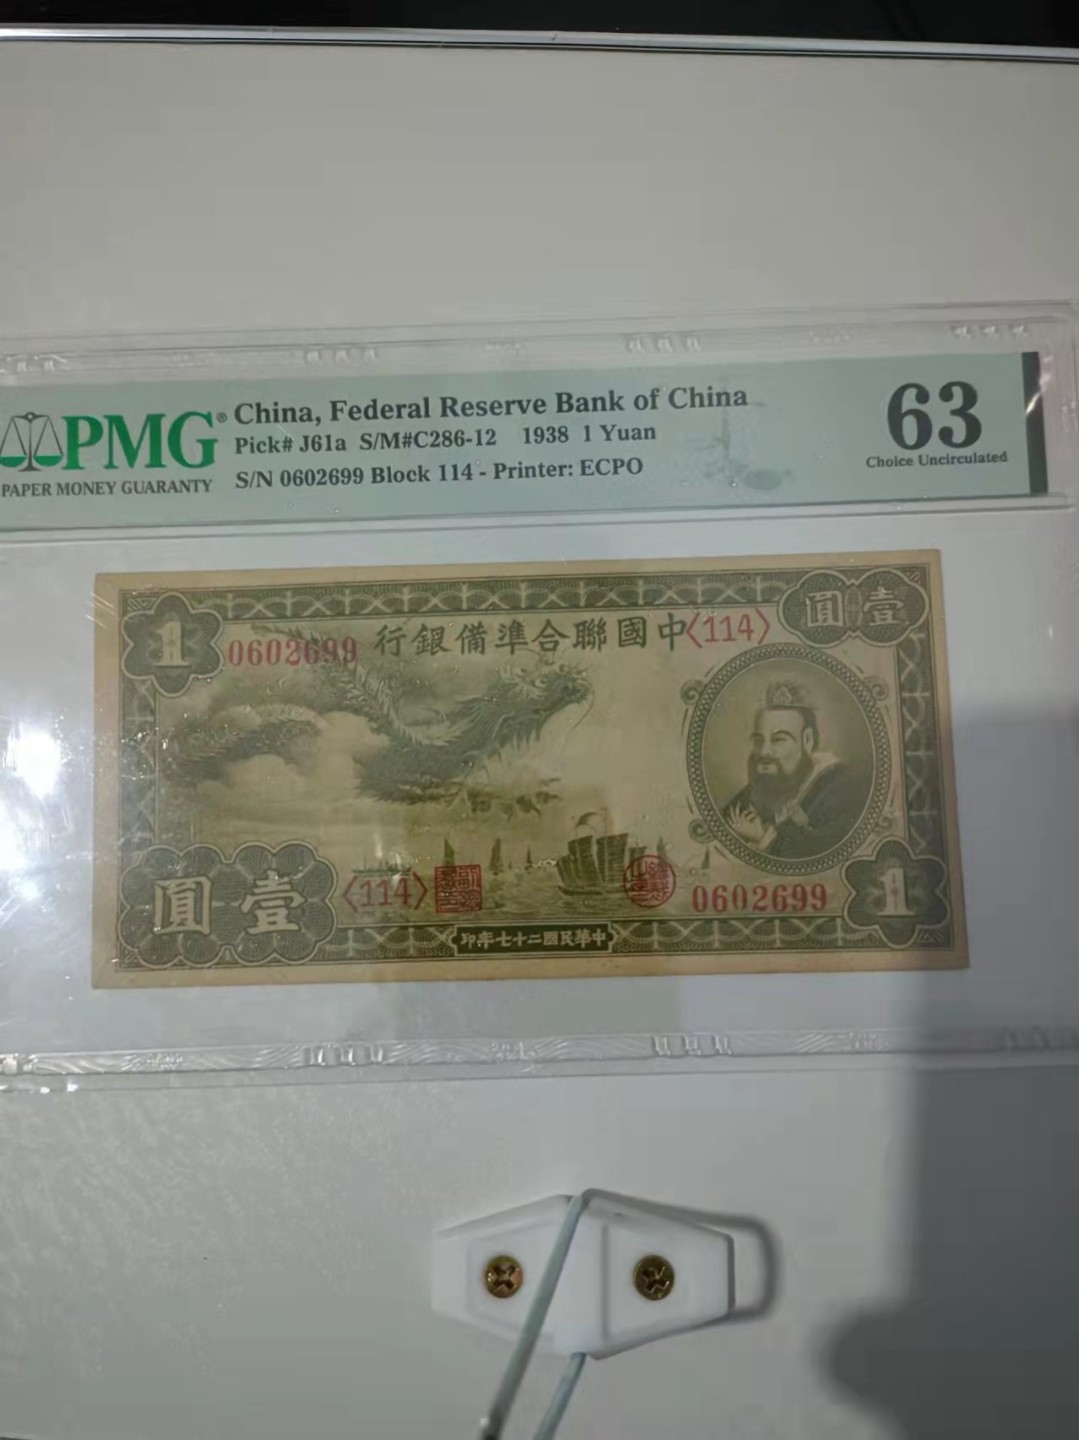 PMG®
PAPER MONEY GUARANTY
China, Federal Reserve Bank of China
Pick# J61a S/M#C286-12 1938 1 Yuan
S/N 0602699 Block 114 - Printer: ECPO
63
Choice Uncirculated
1
圓壹
0602699
行銀備準合聯國中
〈114〉
圓壹
〈114〉
0602699
1
印年七十二國民華中